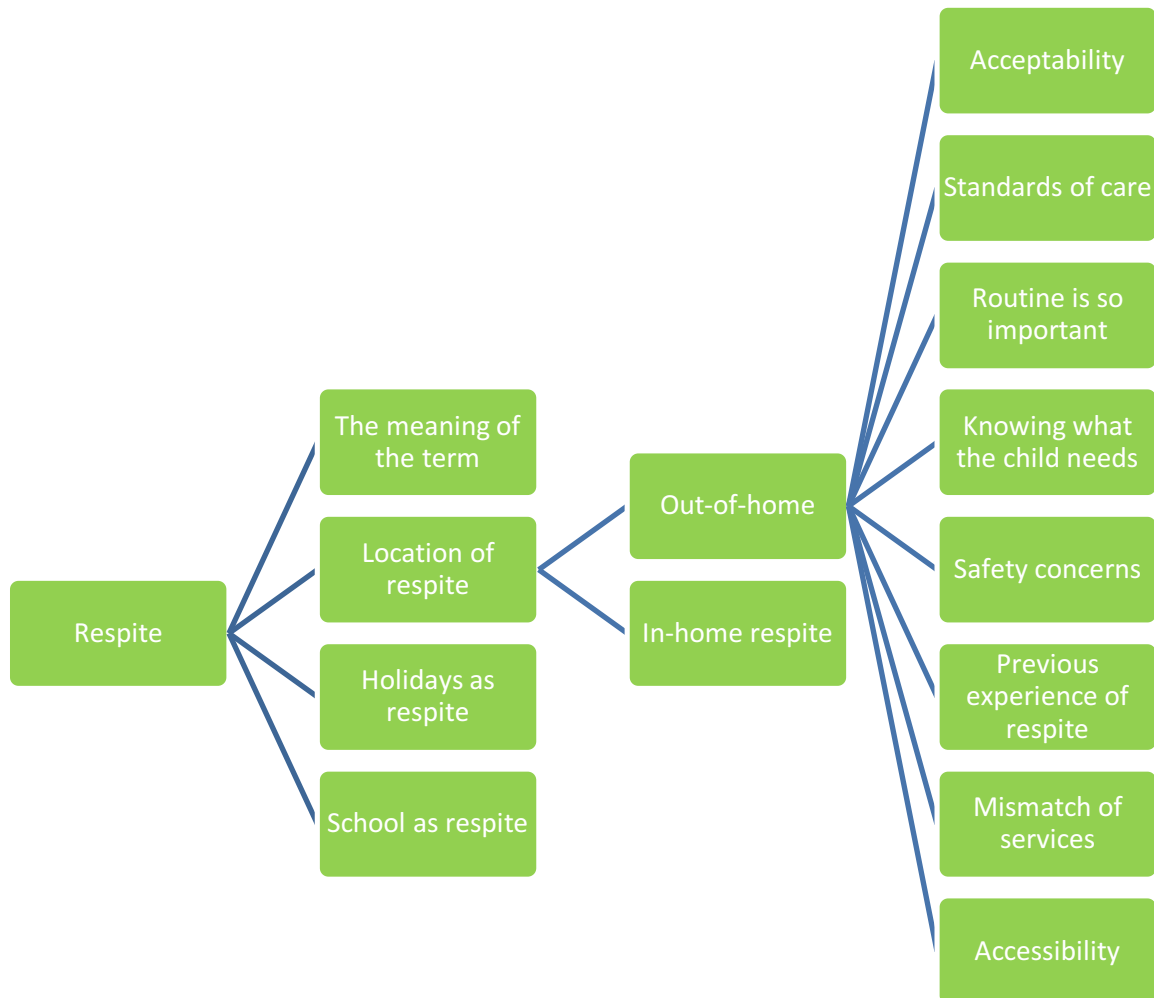 Respite
The meaning of
the term
Location of
respite
Holidays as
respite
School as respite
Out-of-home
In-home respite
Acceptability
Standards of care
Routine is so
important
Knowing what
the child needs
Safety concerns
Previous
experience of
respite
Mismatch of
services
Accessibility